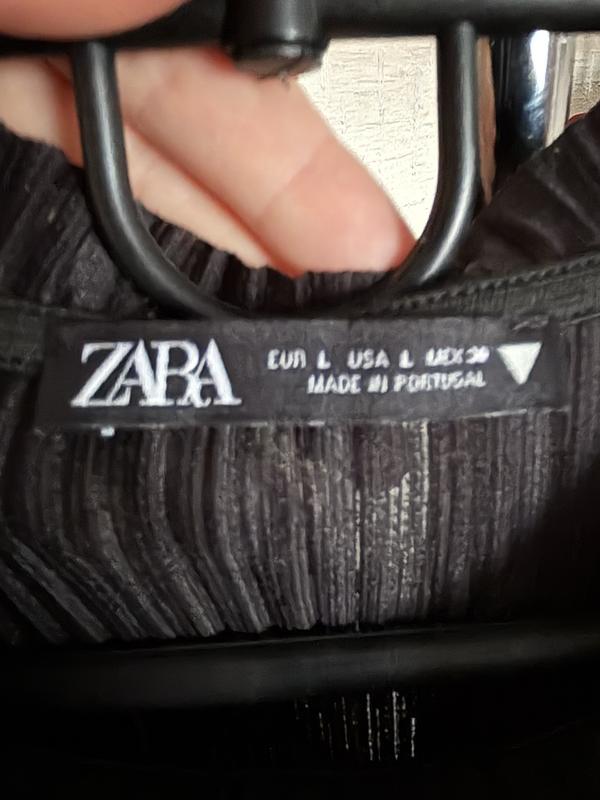 ZARA
EUR L USA L MEX 30
MADE IN PORTUGAL